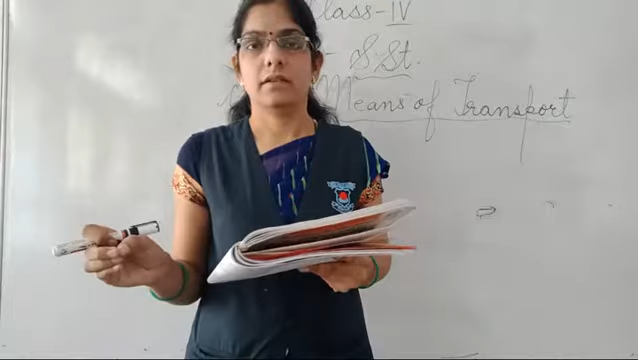 Class - IV
- S.St.
Means of Transport
⇒